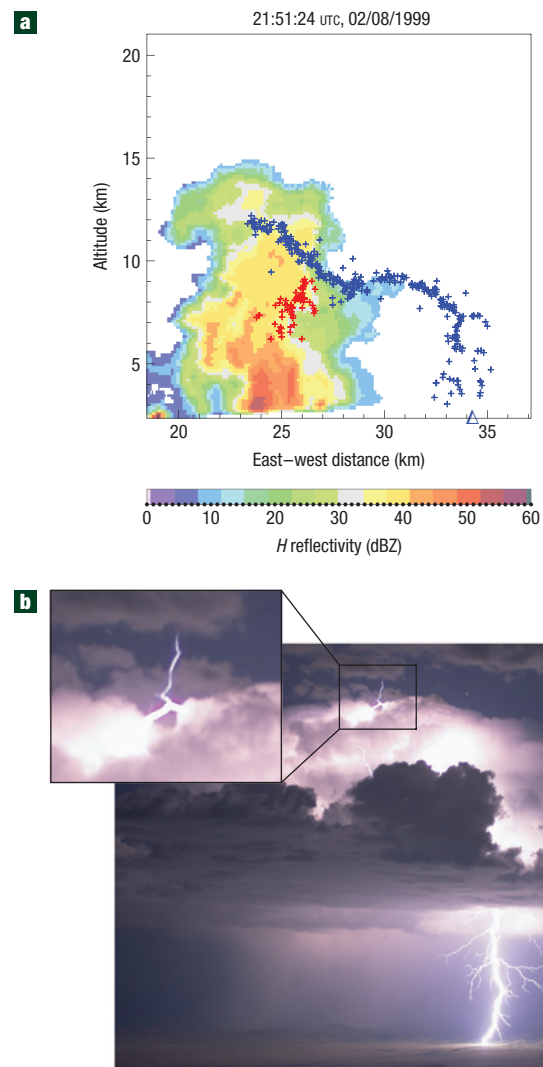 a
21:51:24 UTC, 02/08/1999
20
15
10
5
Altitude (km)
20 25 30 35
East–west distance (km)
0 10 20 30 40 50 60
H reflectivity (dBZ)
b